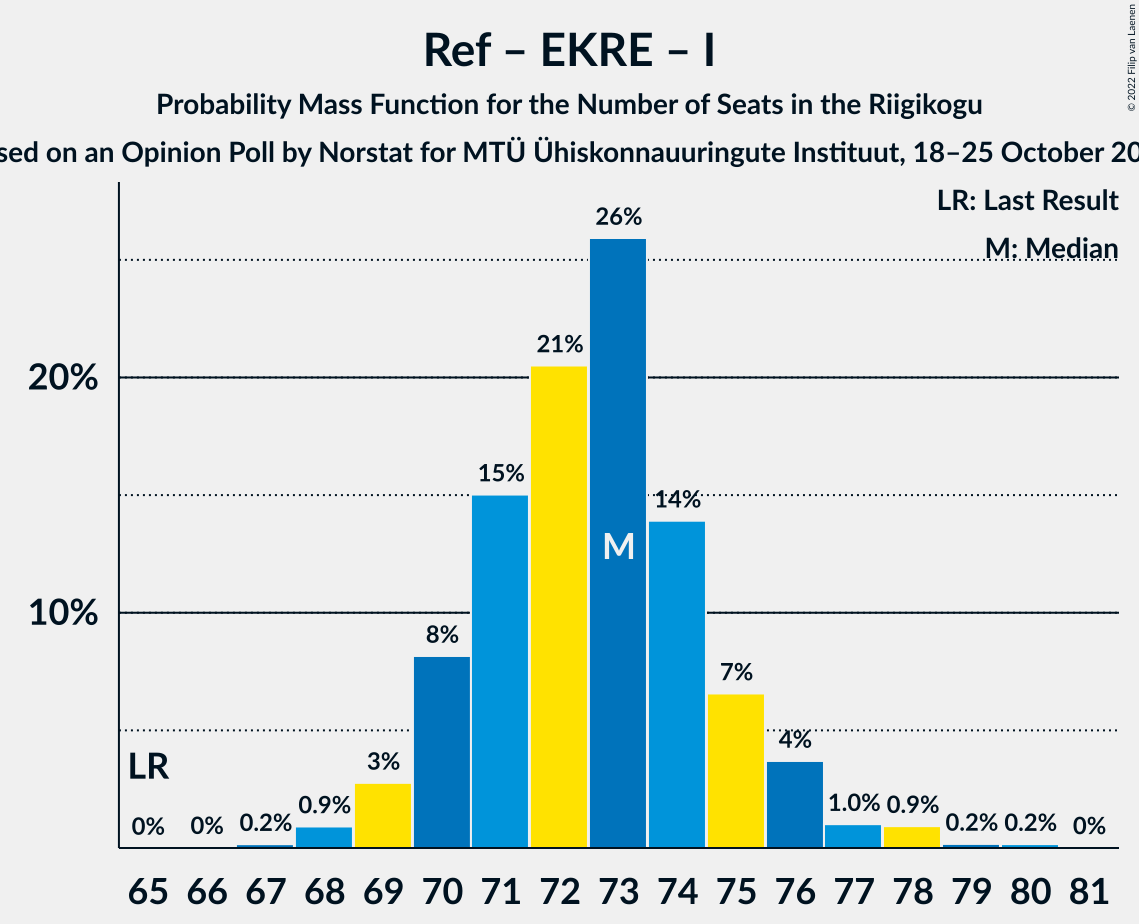 Ref – EKRE – I
Probability Mass Function for the Number of Seats in the Riigikogu
sed on an Opinion Poll by Norstat for MTÜ Ühiskonnauuringute Instituut, 18–25 October 20
© 2022 Filip van Laenen
LR: Last Result
M: Median
26%
21%
20%
15%
14%
M
10%
8%
7%
4%
LR
3%
0% 0% 0.2% 0.9% 1.0% 0.9% 0.2% 0.2% 0%
65 66 67 68 69 70 71 72 73 74 75 76 77 78 79 80 81